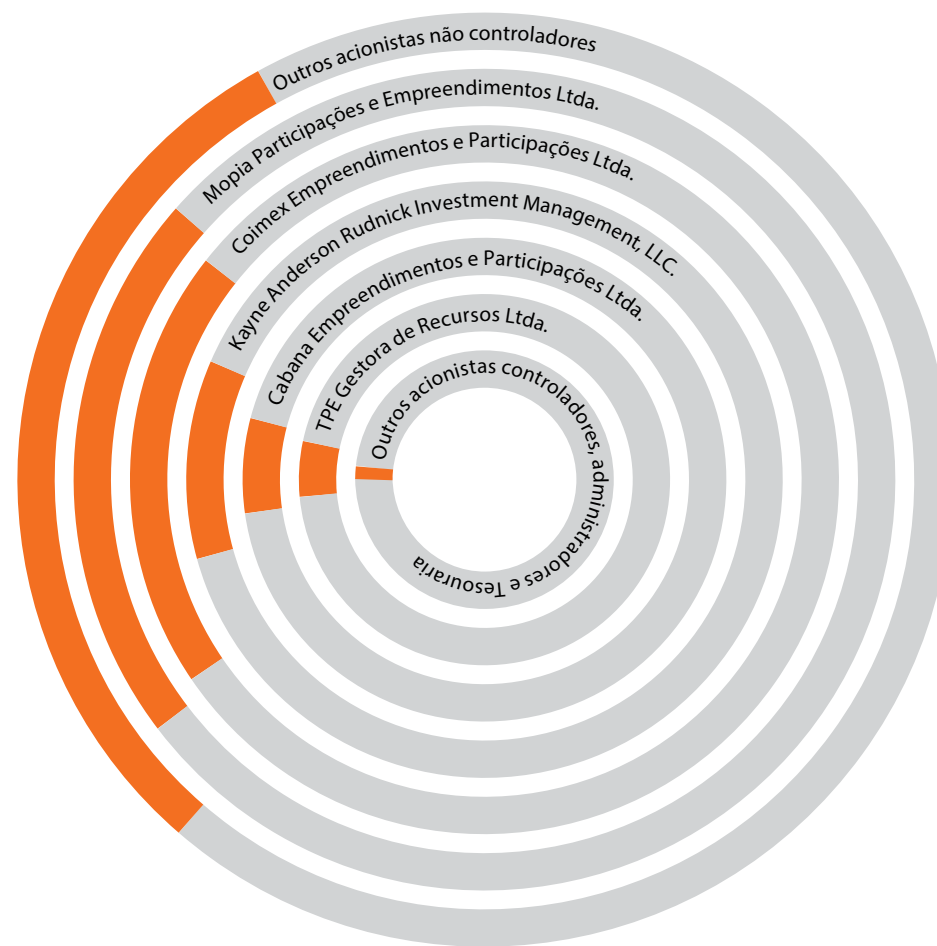 Outros acionistas não controladores
Mopia Participações e Empreendimentos Ltda.
Coimex Empreendimentos e Participações Ltda.
Kayne Anderson Rudnick Investment Management, LLC.
Cabana Empreendimentos e Participações Ltda.
TPE Gestora de Recursos Ltda.
Outros acionistas controladores, administradores e Tesouraria